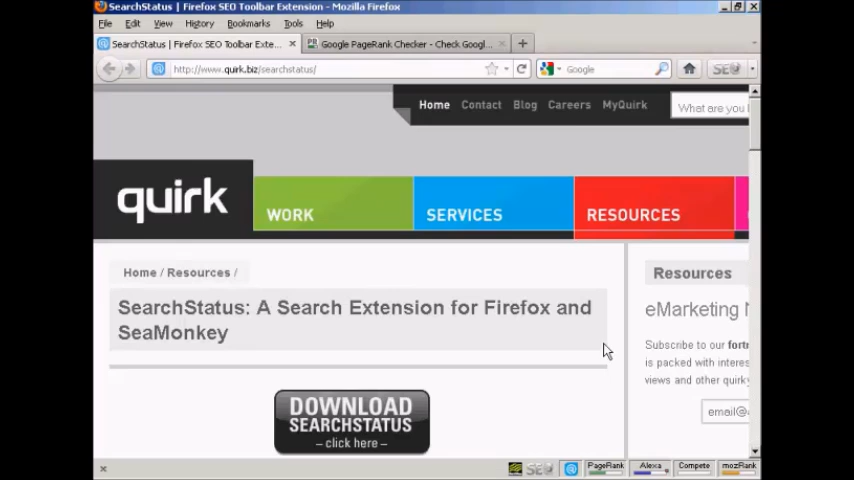 SearchStatus | Firefox SEO Toolbar Extension - Mozilla Firefox
File Edit View History SEO Bookmarks Tools Help
SearchStatus | Firefox SEO Toolbar Exte... Google PageRank Checker - Check Googl...
http://www.quirk.biz/searchstatus/ Google SEO
Home Contact Blog Careers MyQuirk What are you l
quirk WORK SERVICES RESOURCES
Home / Resources /
Resources
SearchStatus: A Search Extension for Firefox and
SeaMonkey
eMarketing N
Subscribe to our fortr
is packed with interes
views and other quirky
email@
DOWNLOAD
SEARCHSTATUS
– click here –
SEO PageRank Alexa Compete mozRank